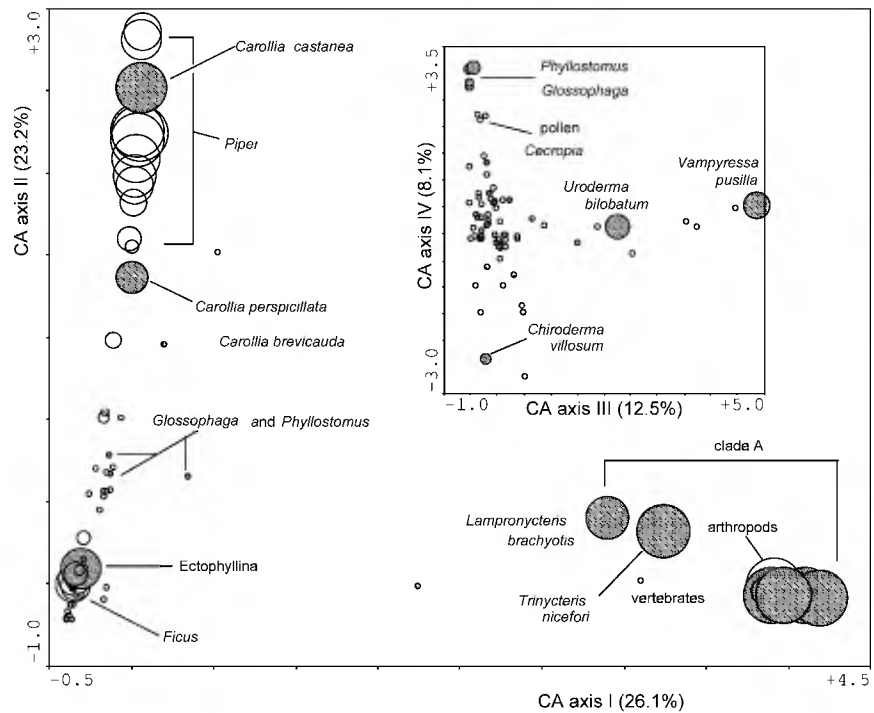 +3.0
Carollia castanea
Piper
CA axis II (23.2%)
Carollia perspicillata
Carollia brevicauda
Glossophaga and Phyllostomus
Ectophyllina
Ficus
-1.0
-0.5
CA axis I (26.1%)
+4.5
+3.5
Phyllostomus
Glossophaga
pollen
Cecropia
Uroderma
bilobatum
Vampyressa
pusilla
CA axis IV (8.1%)
Chiroderma
villosum
-3.0
-1.0
CA axis III (12.5%)
+5.0
clade A
Lampronycteris
brachyotis
arthropods
Trinycteris
nicefori
vertebrates